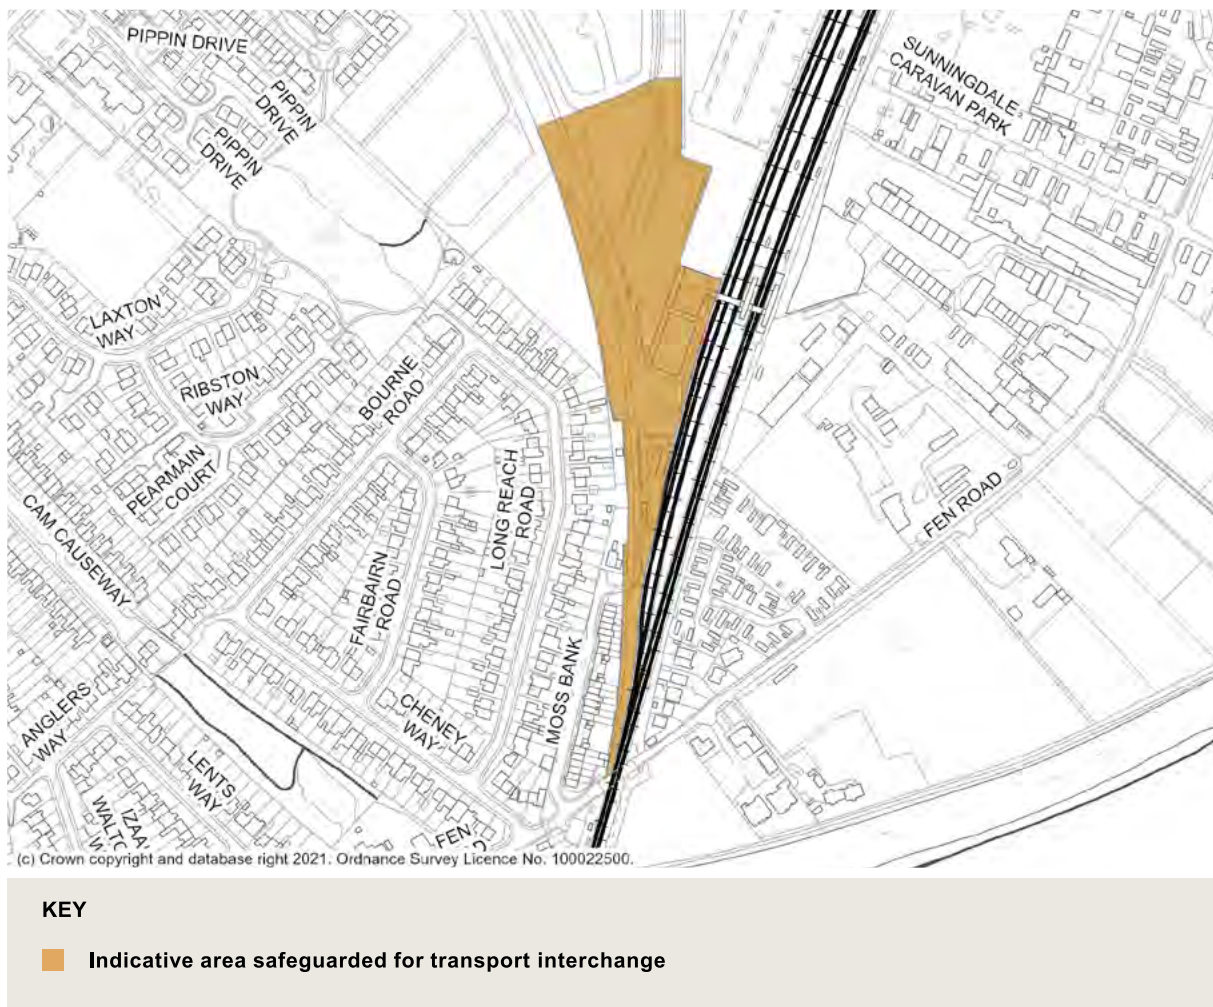 PIPPIN DRIVE
PIPPIN
DRIVE
PIPPIN
DRIVE
SUNNINGDALE
CARAVAN PARK
LAXTON
WAY
RIBSTON
WAY
BOURNE
ROAD
PEARMAIN
COURT
CAM CAUSEWAY
LONG REACH
ROAD
FEN ROAD
FAIRBAIRN
ROAD
MOSS BANK
CHENEY
WAY
ANGLERS
WAY
LENTS
WAY
FEN
(c) Crown copyright and database right 2021. Ordnance Survey Licence No. 100022500.
KEY
Indicative area safeguarded for transport interchange